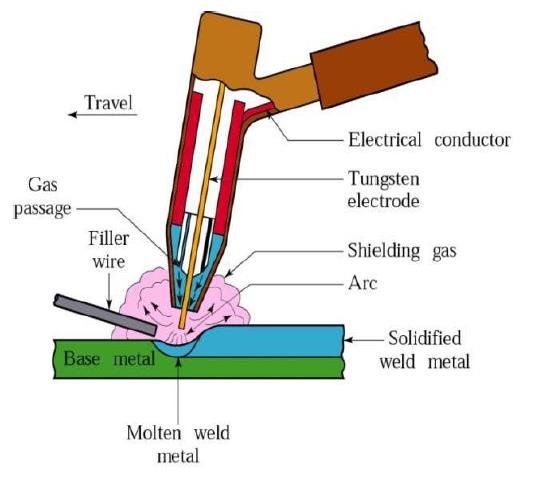 Travel
Electrical conductor
Tungsten
electrode
Gas
passage
Filler
wire
Shielding gas
Arc
Solidified
weld metal
Base metal
Molten weld
metal